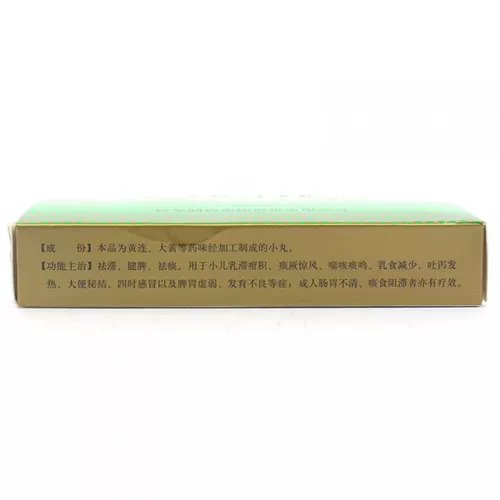 【成　份】本品为黄连、大黄等药味经加工制成的小丸。
【功能主治】祛滞、健脾、祛痰。用于小儿乳滞疳积、痰厥惊风、喘咳痰鸣、乳食减少、吐泻发
热、大便秘结、四时感冒以及脾胃虚弱、发育不良等症；成人肠胃不清、痰食阻滞者亦有疗效。